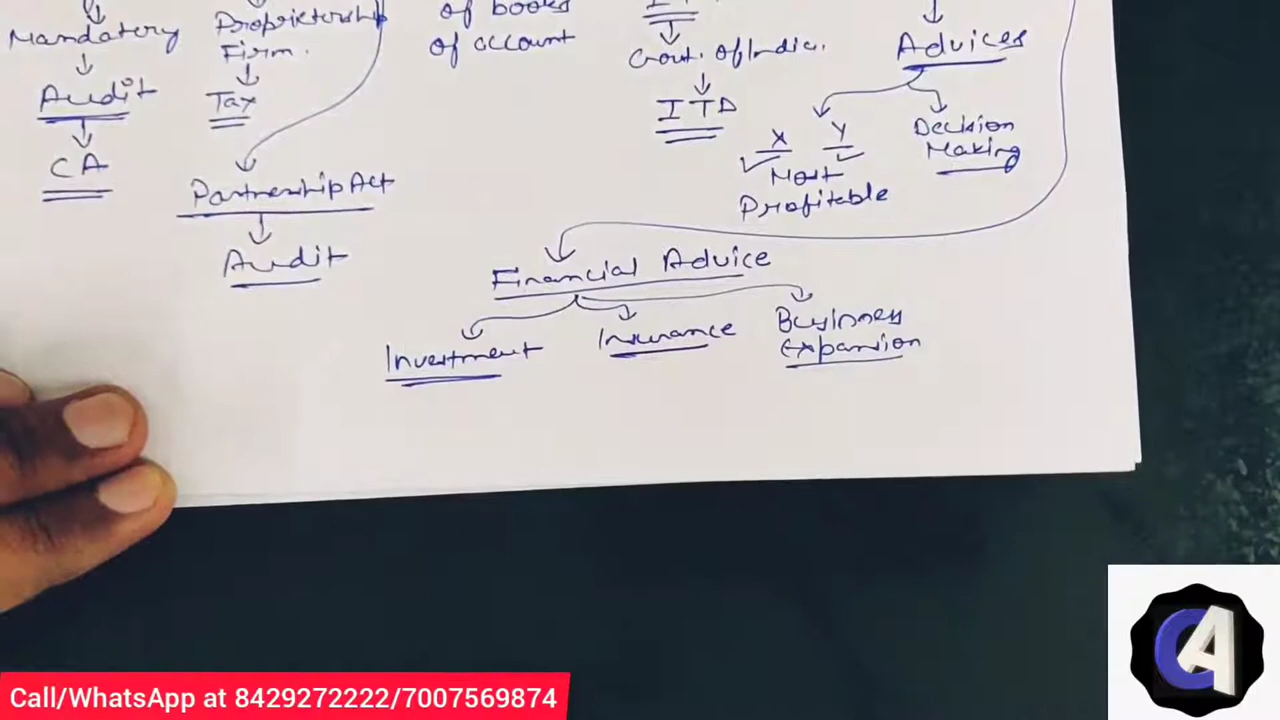 Mandatory
Audit
CA
Proprietorship
Firm.
Tax
Partnership Act
Audit
of books
of account
Govt. of India.
ITD
Advices
X Y
Most
Profitable
Decision
Making
Financial Advice
Investment
Insurance
Business
Expansion
CA
Call/WhatsApp at 8429272222/7007569874